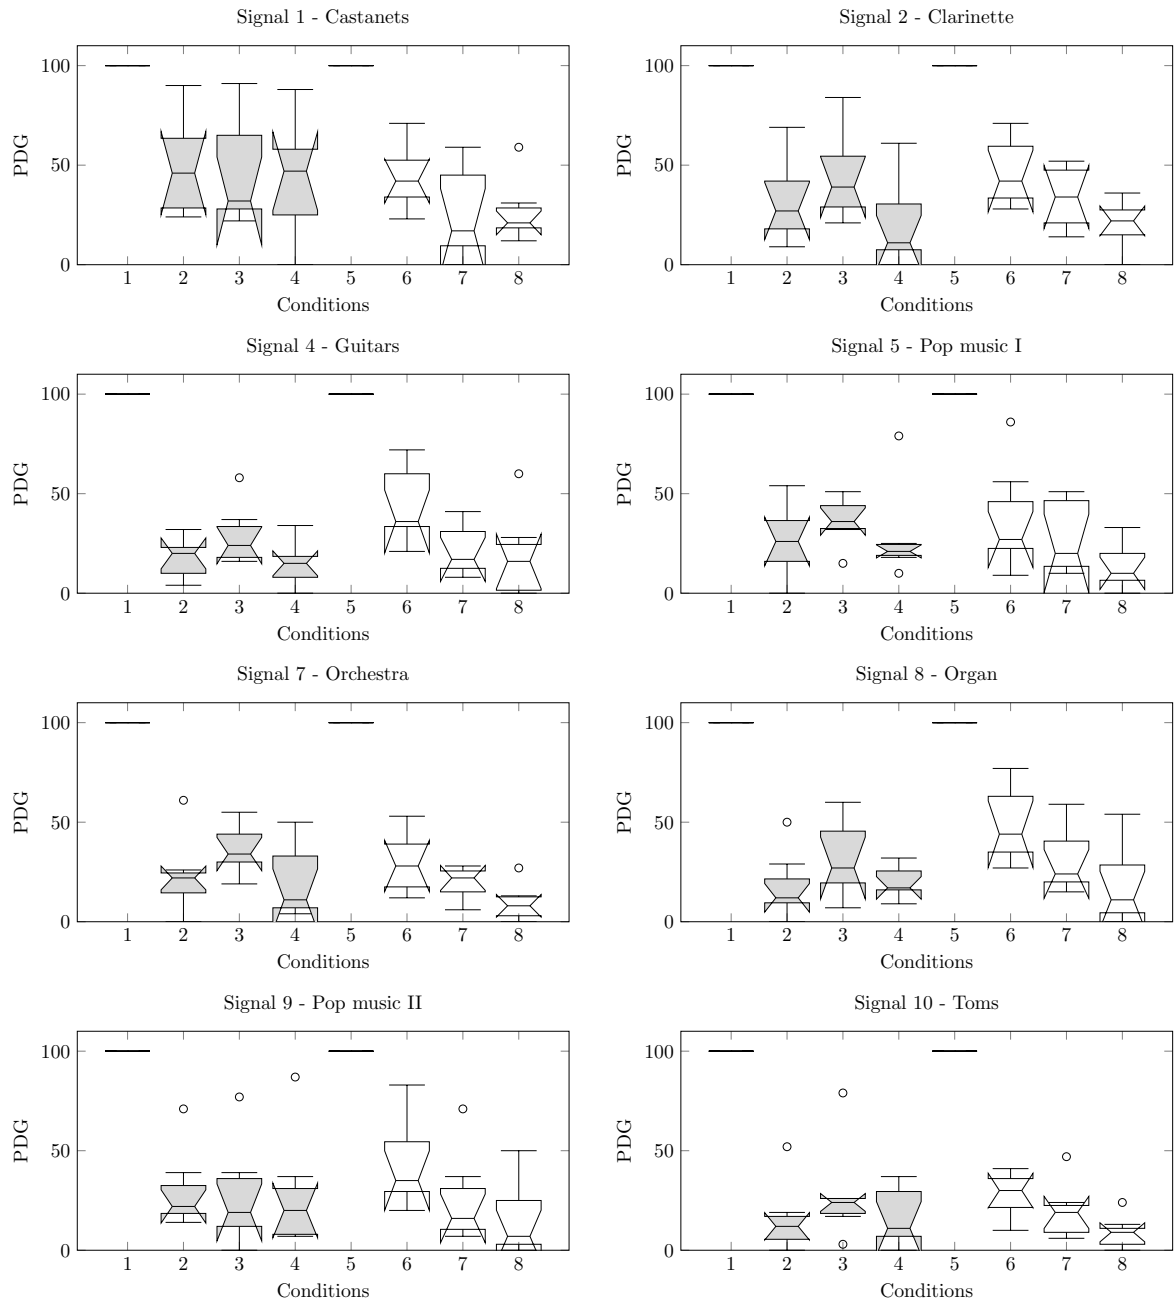 Signal 1 - Castanets
PDG
100
50
0
1 2 3 4 5 6 7 8
Conditions
Signal 2 - Clarinette
PDG
100
50
0
1 2 3 4 5 6 7 8
Conditions
Signal 4 - Guitars
PDG
100
50
0
1 2 3 4 5 6 7 8
Conditions
Signal 5 - Pop music I
PDG
100
50
0
1 2 3 4 5 6 7 8
Conditions
Signal 7 - Orchestra
PDG
100
50
0
1 2 3 4 5 6 7 8
Conditions
Signal 8 - Organ
PDG
100
50
0
1 2 3 4 5 6 7 8
Conditions
Signal 9 - Pop music II
PDG
100
50
0
1 2 3 4 5 6 7 8
Conditions
Signal 10 - Toms
PDG
100
50
0
1 2 3 4 5 6 7 8
Conditions